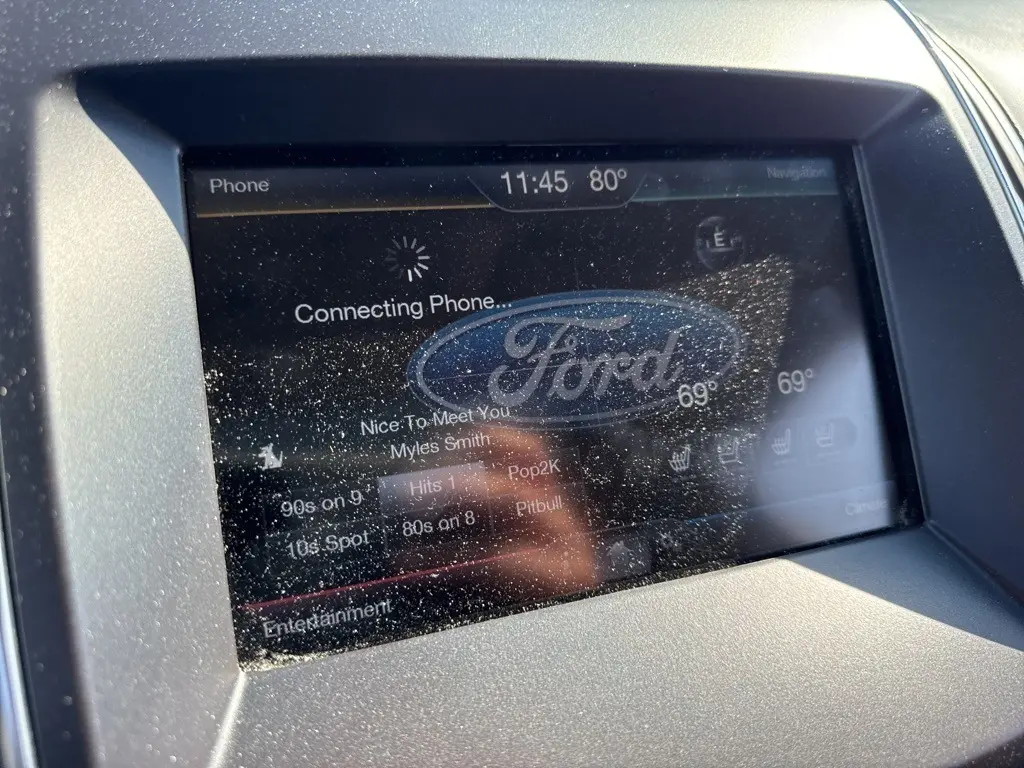 Phone
11:45 80°
Navigation
E
Connecting Phone...
Ford
69° 69°
Nice To Meet You
Myles Smith
90s on 9
Hits 1
Pop2K
10s Spot
80s on 8
Pitbull
Entertainment
Climate